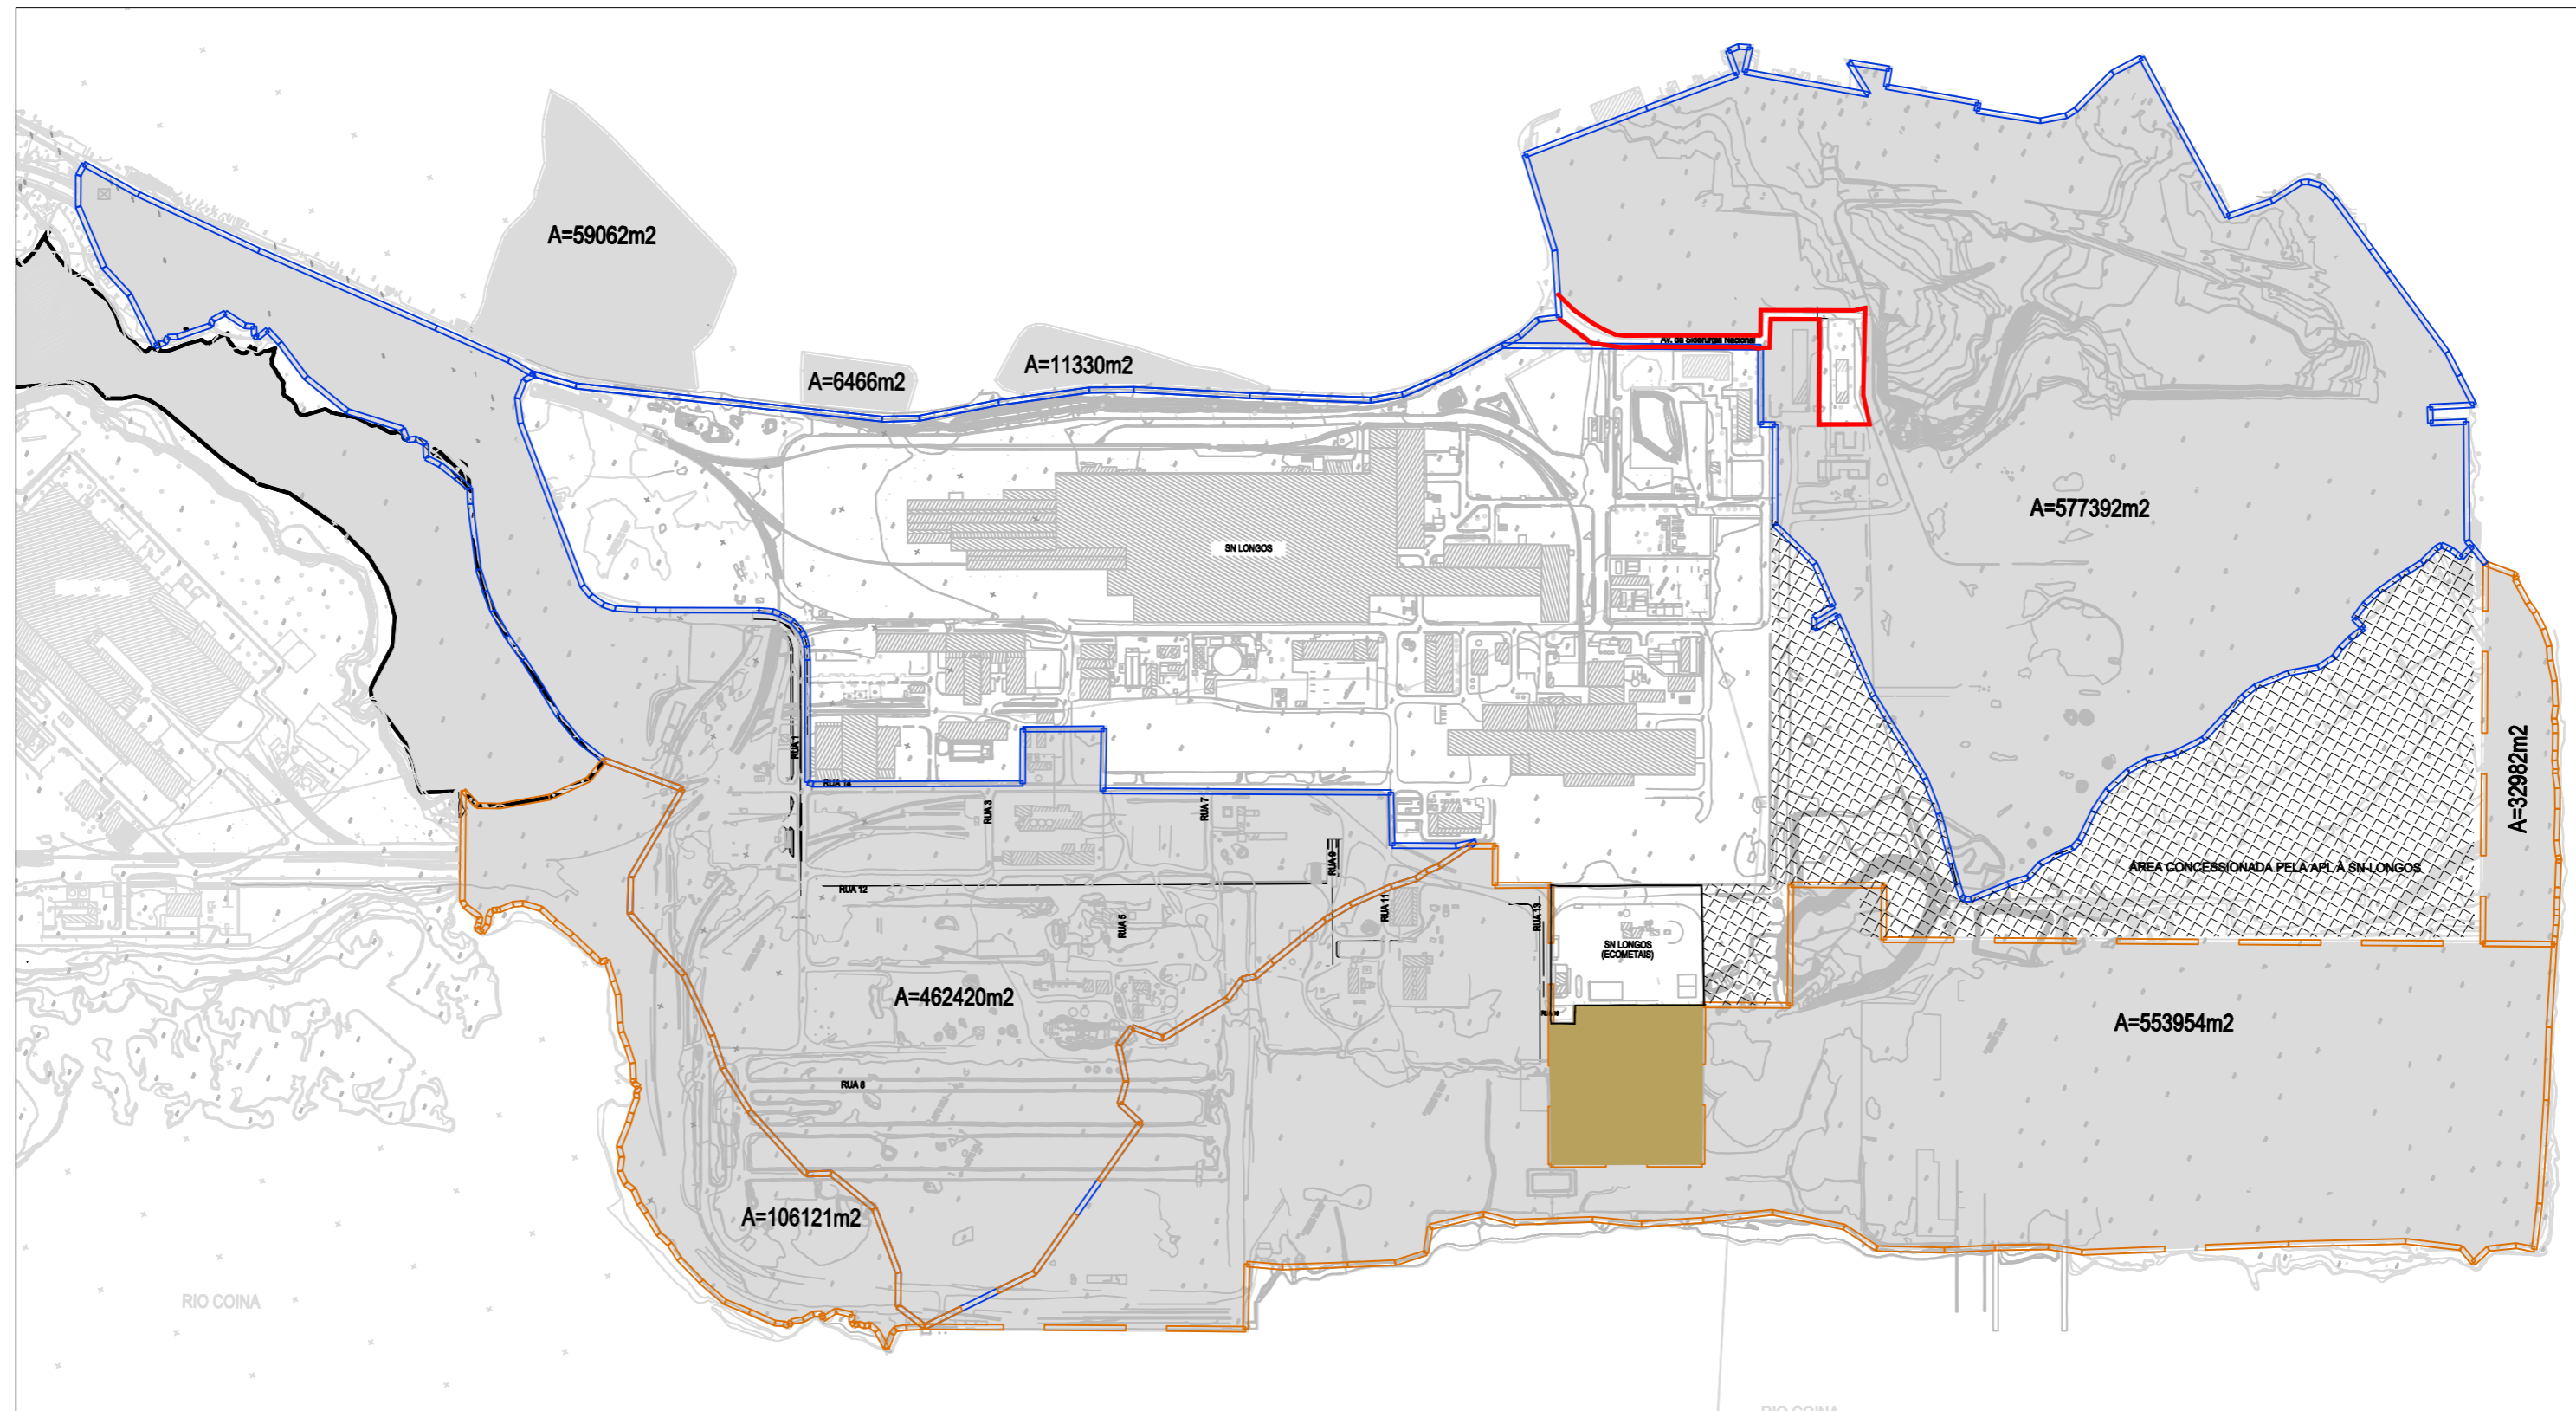 A=59062m2
Av. da Siderurgia Nacional
A=11330m2
A=6466m2
A=577392m2
SN LONGOS
RUA 1
RUA 14
RUA 3
RUA 7
A=32982m2
RUA 9
ÁREA CONCESSIONADA PELA APL À SN-LONGOS
RUA 12
RUA 11
RUA 13
RUA 5
SN LONGOS
(ECOMETAIS)
A=462420m2
A=553954m2
RUA 8
A=106121m2
RIO COINA
RIO COINA